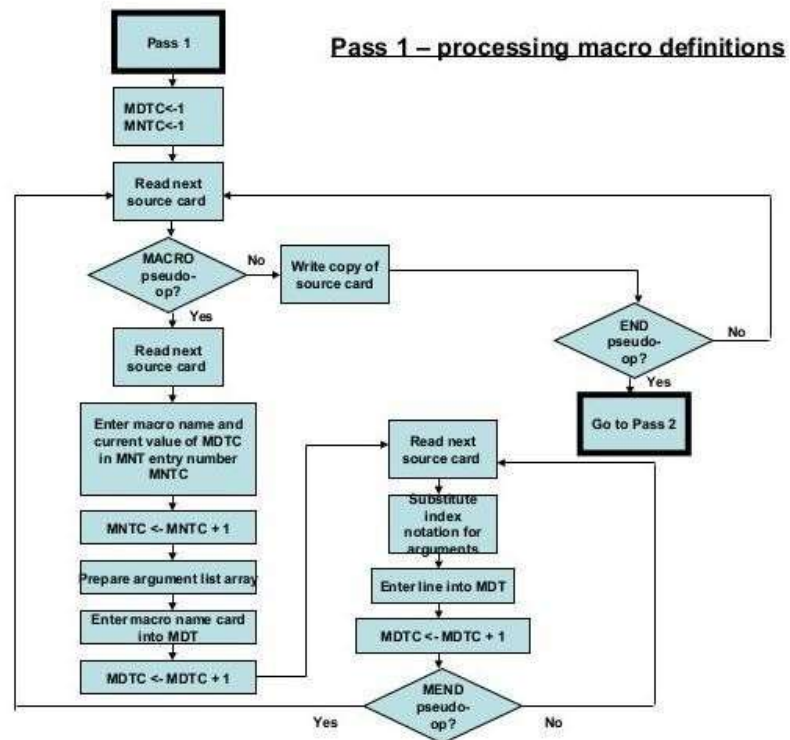 Pass 1
Pass 1 – processing macro definitions
MDTC<-1
MNTC<-1
Read next
source card
MACRO
pseudo-
op?
No
Write copy of
source card
Yes
END
pseudo-
op?
No
Yes
Go to Pass 2
Read next
source card
Enter macro name and
current value of MDTC
in MNT entry number
MNTC
MNTC <- MNTC + 1
Prepare argument list array
Enter macro name card
into MDT
MDTC <- MDTC + 1
Read next
source card
Substitute
index
notation for
arguments
Enter line into MDT
MDTC <- MDTC + 1
MEND
pseudo-
op?
Yes
No